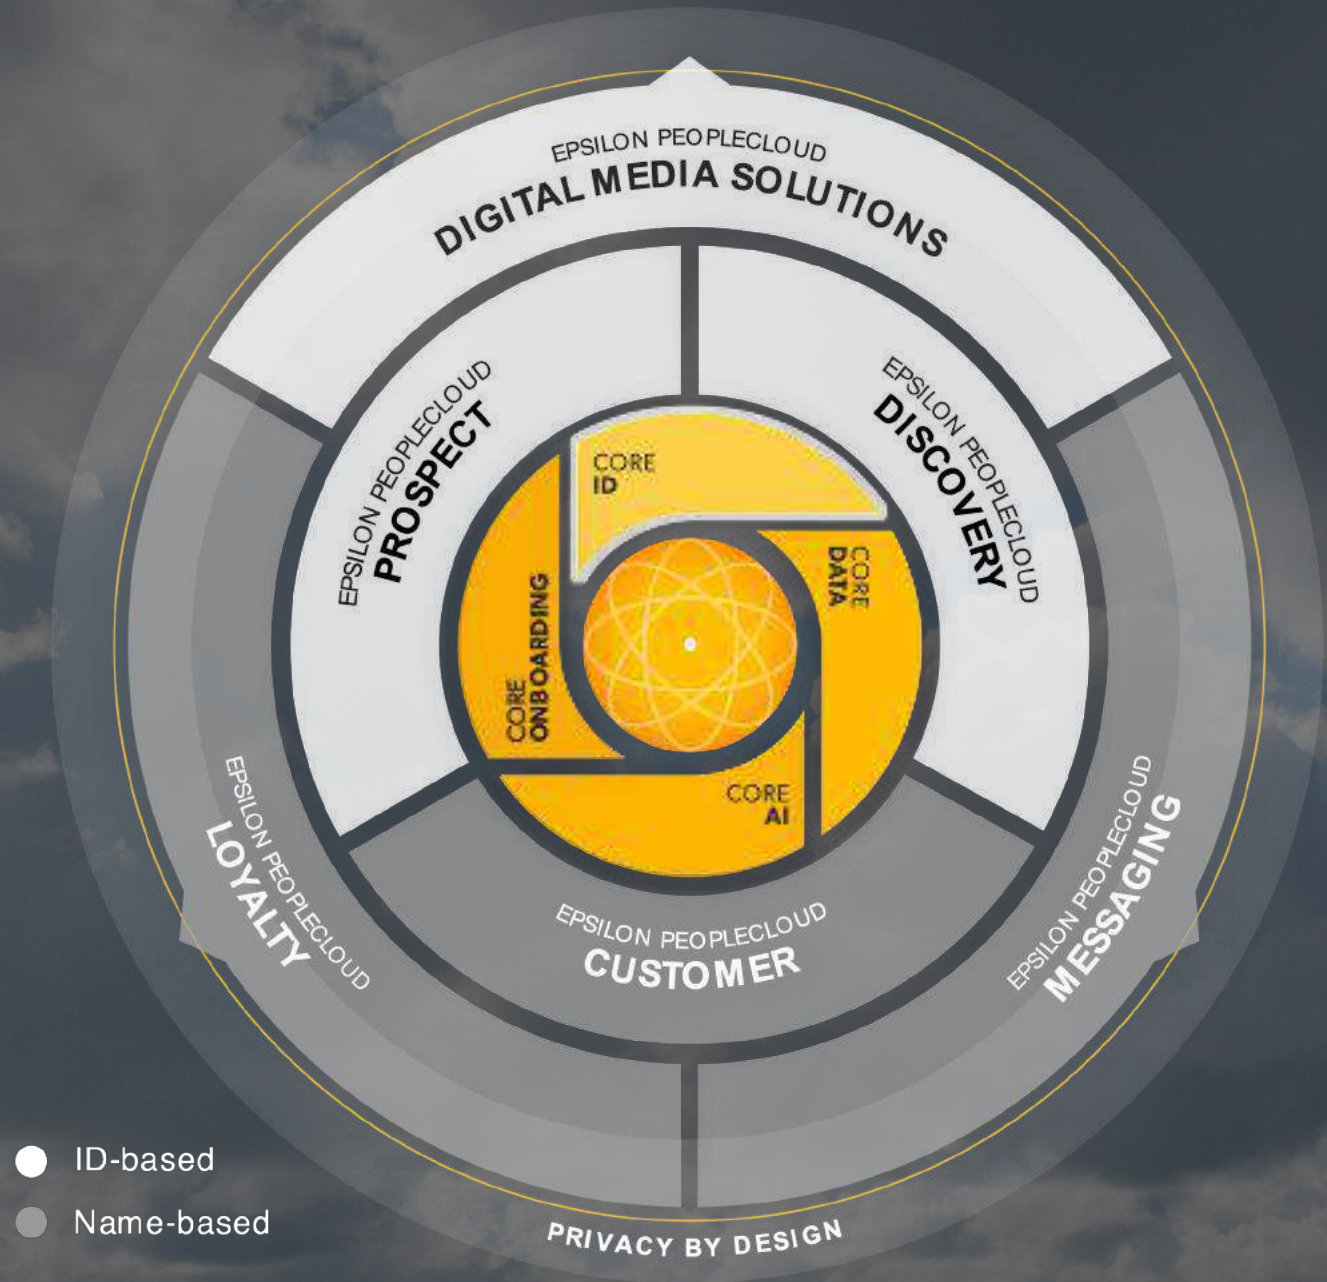 EPSILON PEOPLECLOUD
DIGITAL MEDIA SOLUTIONS
EPSILON PEOPLECLOUD
PROSPECT
EPSILON PEOPLECLOUD
DISCOVERY
CORE
ID
CORE
DATA
CORE
ONBOARDING
CORE
AI
EPSILON PEOPLECLOUD
LOYALTY
EPSILON PEOPLECLOUD
CUSTOMER
EPSILON PEOPLECLOUD
MESSAGING
ID-based
Name-based
PRIVACY BY DESIGN